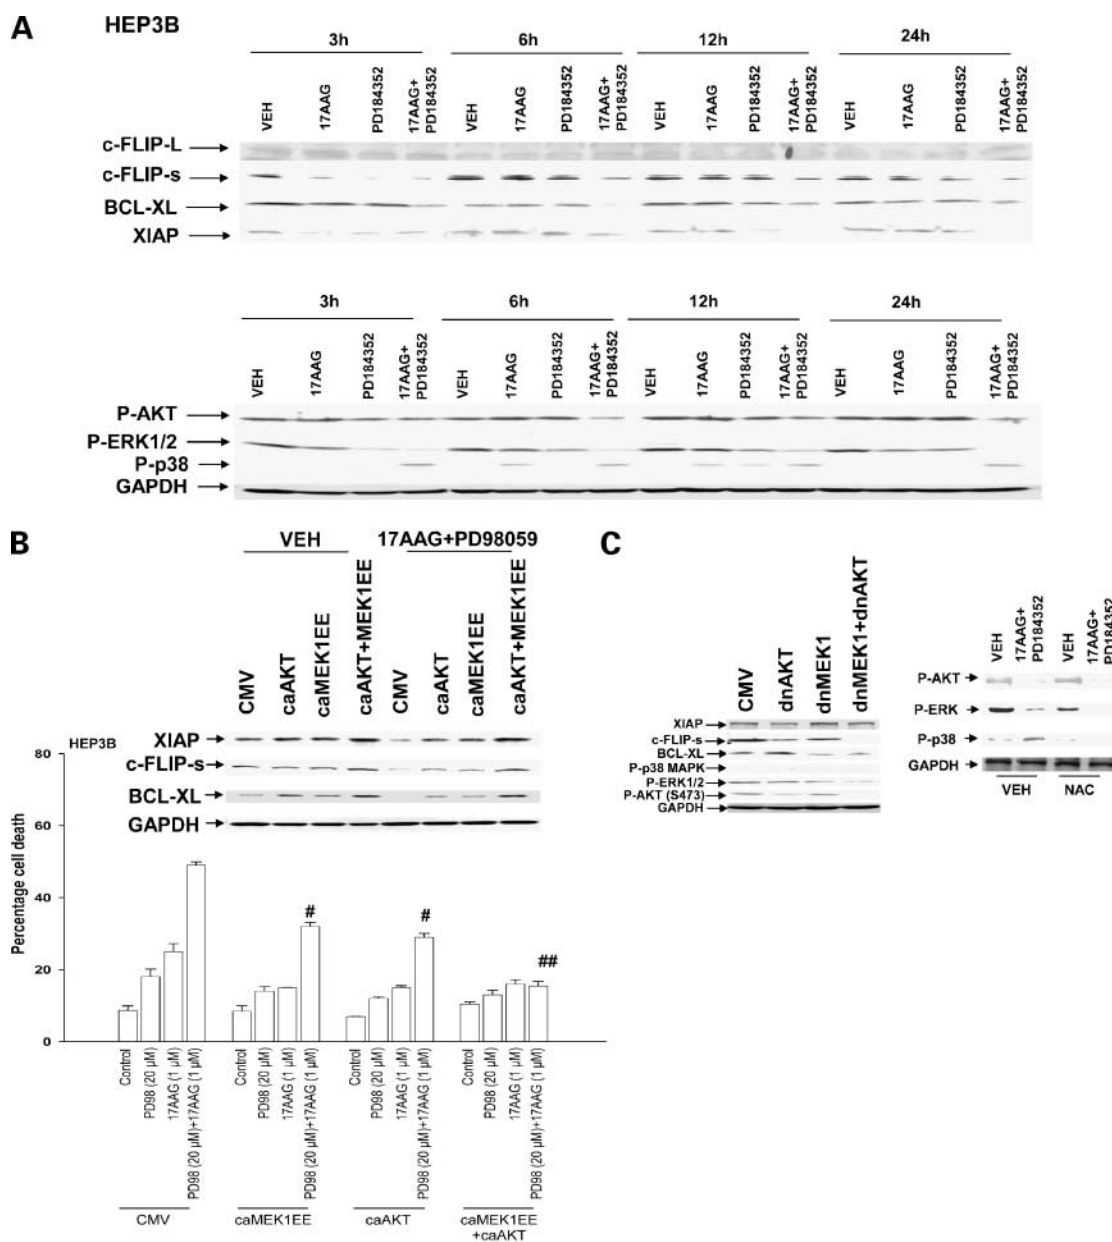 A
HEP3B
3h 6h 12h 24h
VEH 17AAG PD184352 17AAG+ PD184352 VEH 17AAG PD184352 17AAG+ PD184352 VEH 17AAG PD184352 17AAG+ PD184352 VEH 17AAG PD184352 17AAG+ PD184352
c-FLIP-L
c-FLIP-s
BCL-XL
XIAP
3h 6h 12h 24h
VEH 17AAG PD184352 17AAG+ PD184352 VEH 17AAG PD184352 17AAG+ PD184352 VEH 17AAG PD184352 17AAG+ PD184352 VEH 17AAG PD184352 17AAG+ PD184352
P-AKT
P-ERK1/2
P-p38
GAPDH
B
VEH 17AAG+PD98059
CMV caAKT caMEK1EE caAKT+MEK1EE CMV caAKT caMEK1EE caAKT+MEK1EE
HEP3B
XIAP
c-FLIP-s
BCL-XL
GAPDH
Percentage cell death
80
60
40
20
0
# # ##
Control PD98 (20 µM) 17AAG (1 µM) PD98 (20 µM)+17AAG (1 µM) Control PD98 (20 µM) 17AAG (1 µM) PD98 (20 µM)+17AAG (1 µM) Control PD98 (20 µM) 17AAG (1 µM) PD98 (20 µM)+17AAG (1 µM) Control PD98 (20 µM) 17AAG (1 µM) PD98 (20 µM)+17AAG (1 µM)
CMV caMEK1EE caAKT caMEK1EE
+caAKT
C
CMV dnAKT dnMEK1 dnMEK1+dnAKT
XIAP
c-FLIP-s
BCL-XL
P-p38 MAPK
P-ERK1/2
P-AKT (S473)
GAPDH
VEH 17AAG+ PD184352 VEH 17AAG+ PD184352
P-AKT
P-ERK
P-p38
GAPDH
VEH NAC